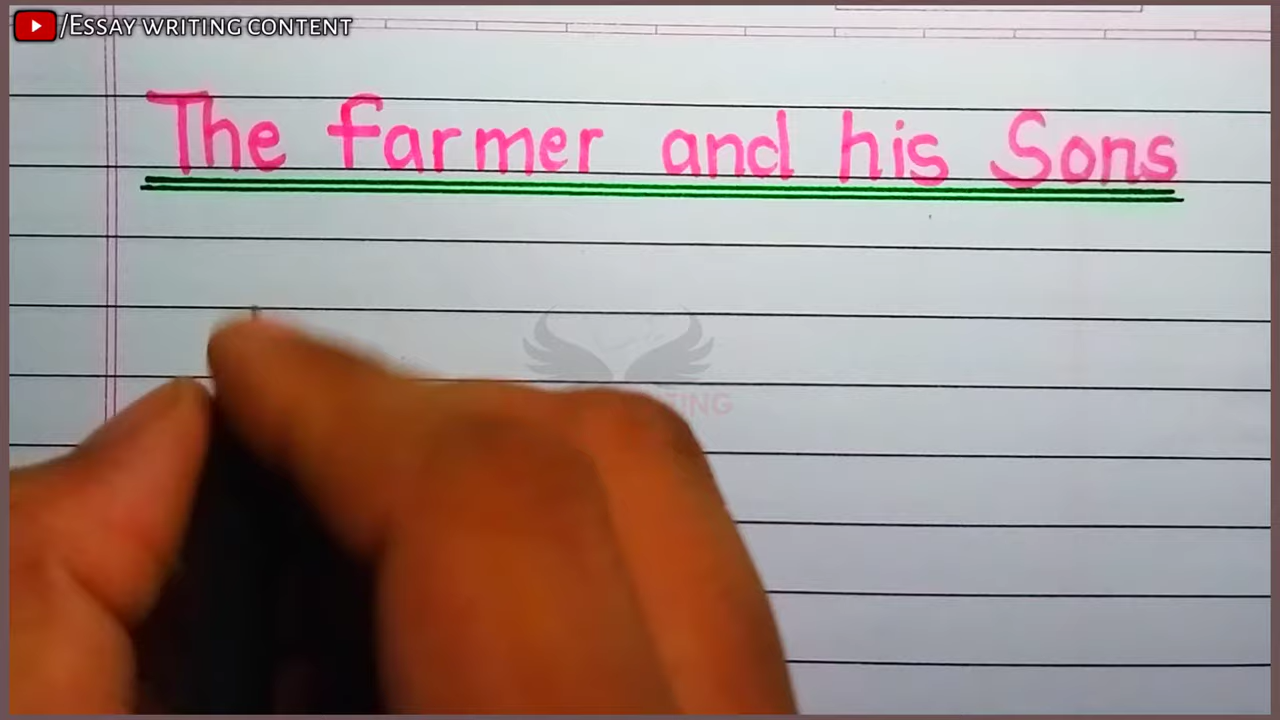 /Essay writing content
The farmer and his Sons